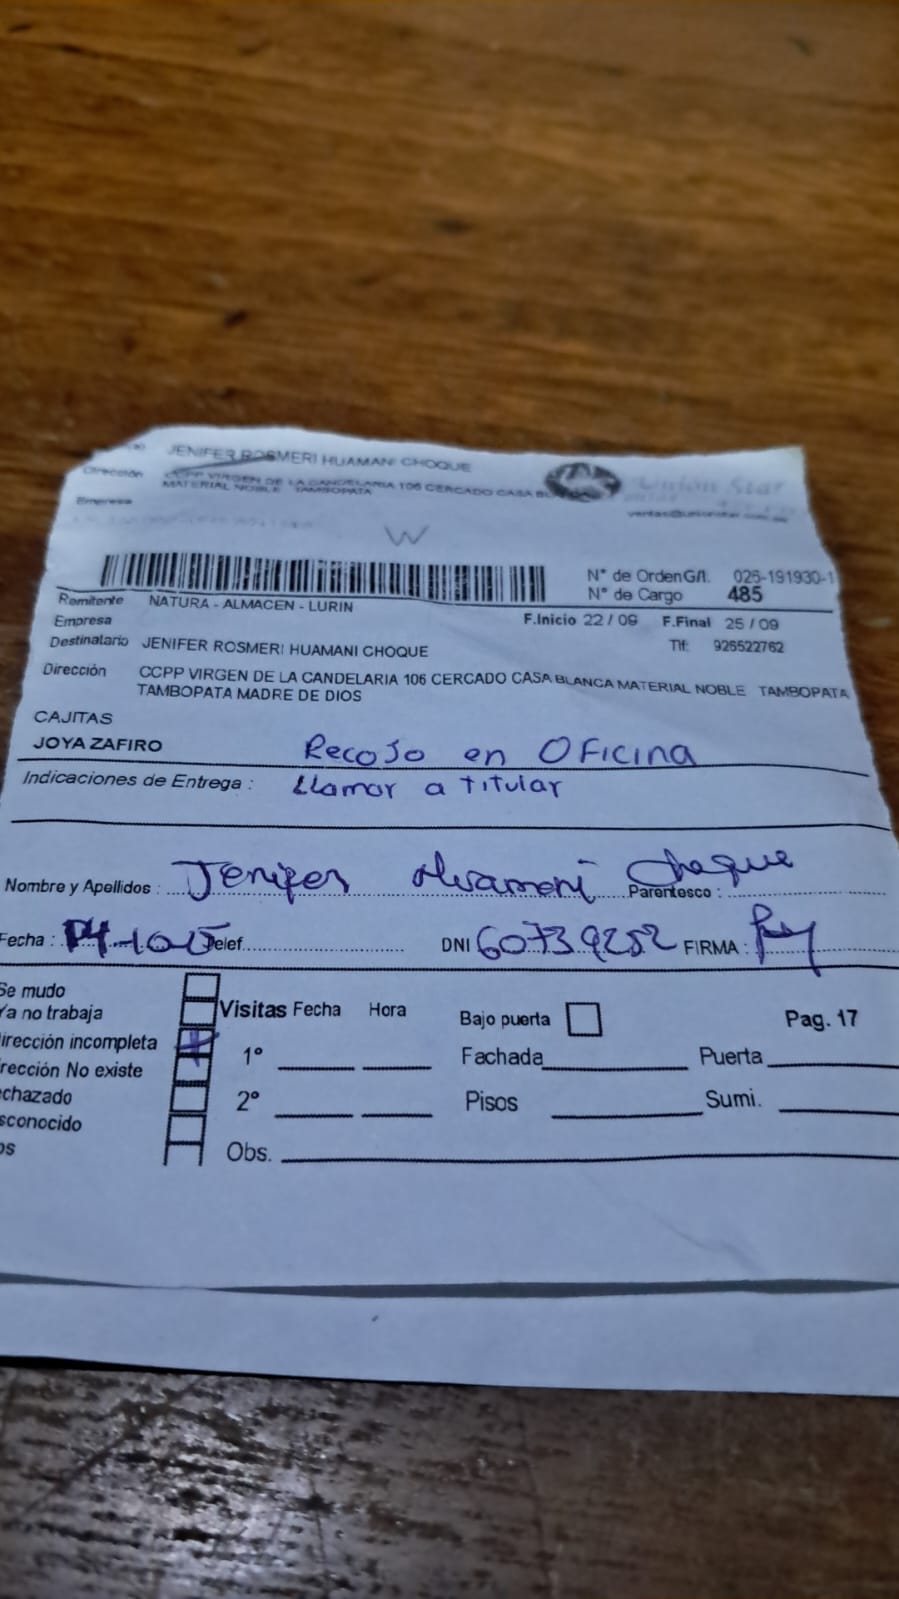 JENIFER ROSMERI HUAMANI CHOQUE
Dirección CCPP VIRGEN DE LA CANDELARIA 106 CERCADO CASA
MATERIAL NOBLE TAMBOPATA
Union Star
Empresa
W
N° de Orden G/I. 025-191930-1
N° de Cargo 485
Remitente NATURA - ALMACEN - LURIN
Empresa F.Inicio 22 / 09 F.Final 25 / 09
Destinatario JENIFER ROSMERI HUAMANI CHOQUE Tlf: 926522762
Dirección CCPP VIRGEN DE LA CANDELARIA 106 CERCADO CASA BLANCA MATERIAL NOBLE TAMBOPATA
TAMBOPATA MADRE DE DIOS
CAJITAS
JOYA ZAFIRO Recojo en Oficina
Indicaciones de Entrega : Llamar a titular
Nombre y Apellidos : Jenifer Huamani Choque Parentesco :
Fecha : Telef. DNI 60739252 FIRMA :
Se mudo
Ya no trabaja Visitas Fecha Hora Bajo puerta Pag. 17
irección incompleta 1° Fachada Puerta
rección No existe
echazado 2° Pisos Sumi.
sconocido
os Obs.